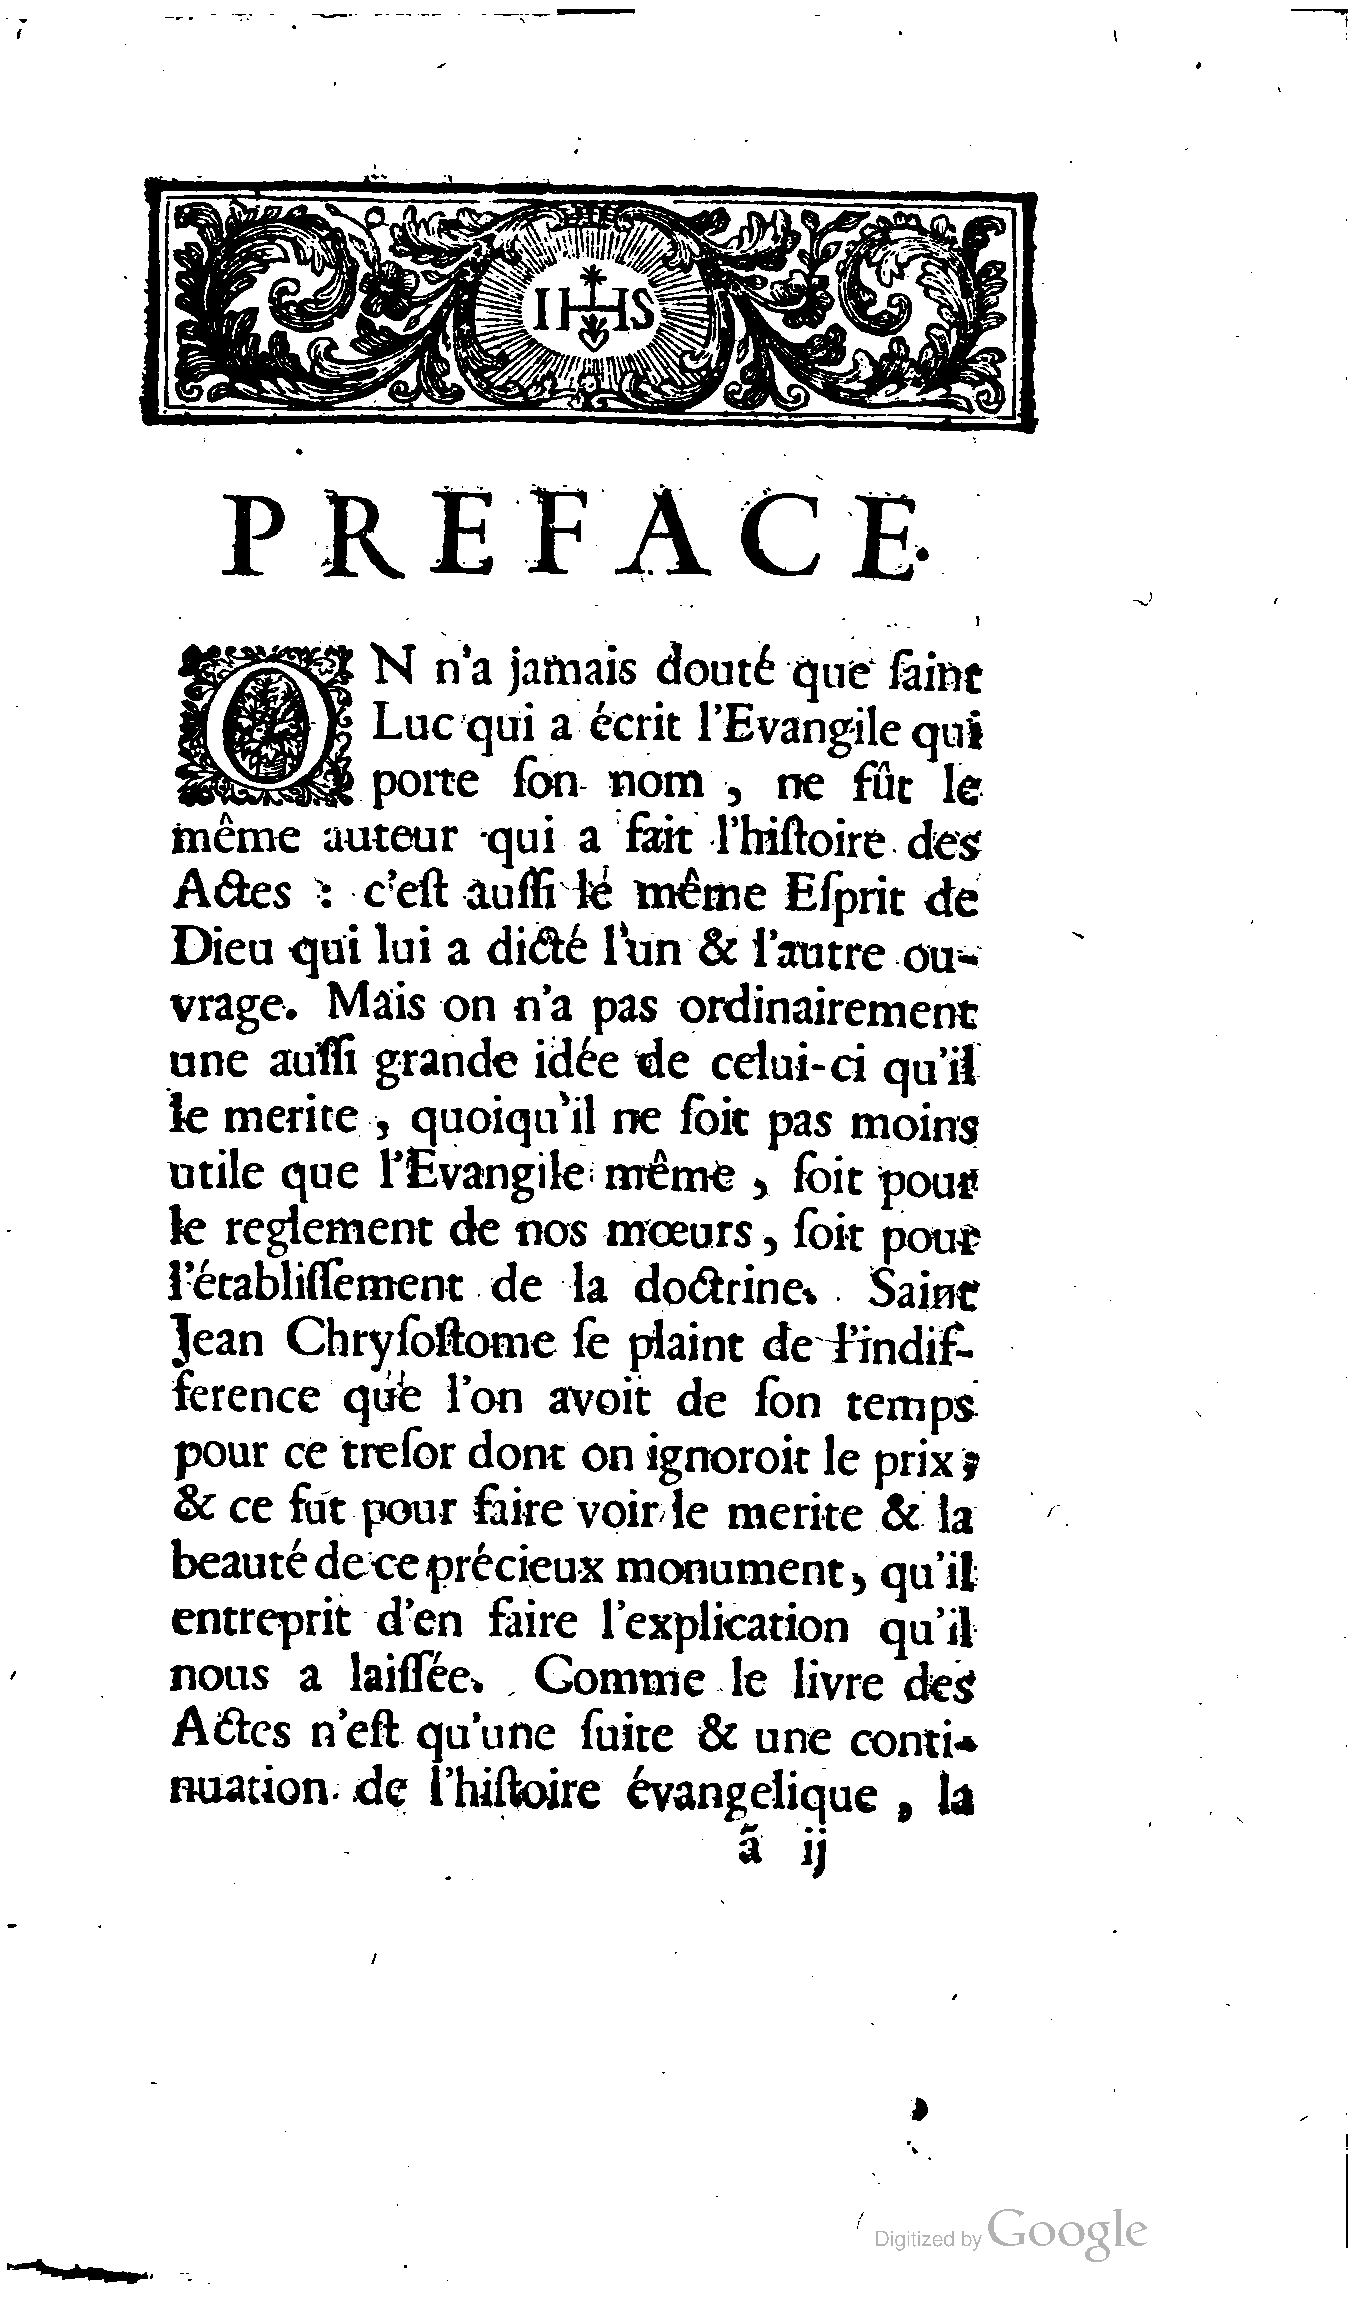 IHS
PREFACE.
ON n'a jamais douté que ſaint
Luc qui a écrit l'Evangile qui
porte ſon nom , ne fût le
même auteur qui a fait l'hiſtoire des
Actes : c'eſt auſſi le même Eſprit de
Dieu qui lui a dicté l'un & l'autre ou-
vrage. Mais on n'a pas ordinairement
une auſſi grande idée de celui-ci qu'il
le merite , quoiqu'il ne ſoit pas moins
utile que l'Evangile même , ſoit pour
le reglement de nos mœurs , ſoit pour
l'établiſſement de la doctrine. Saint
Jean Chryſoſtome ſe plaint de l'indif-
ference que l'on avoit de ſon temps
pour ce treſor dont on ignoroit le prix ;
& ce fut pour faire voir le merite & la
beauté de ce précieux monument , qu'il
entreprit d'en faire l'explication qu'il
nous a laiſſée. Comme le livre des
Actes n'eſt qu'une ſuite & une conti-
nuation de l'hiſtoire évangelique , la
ã ij
Digitized by Google